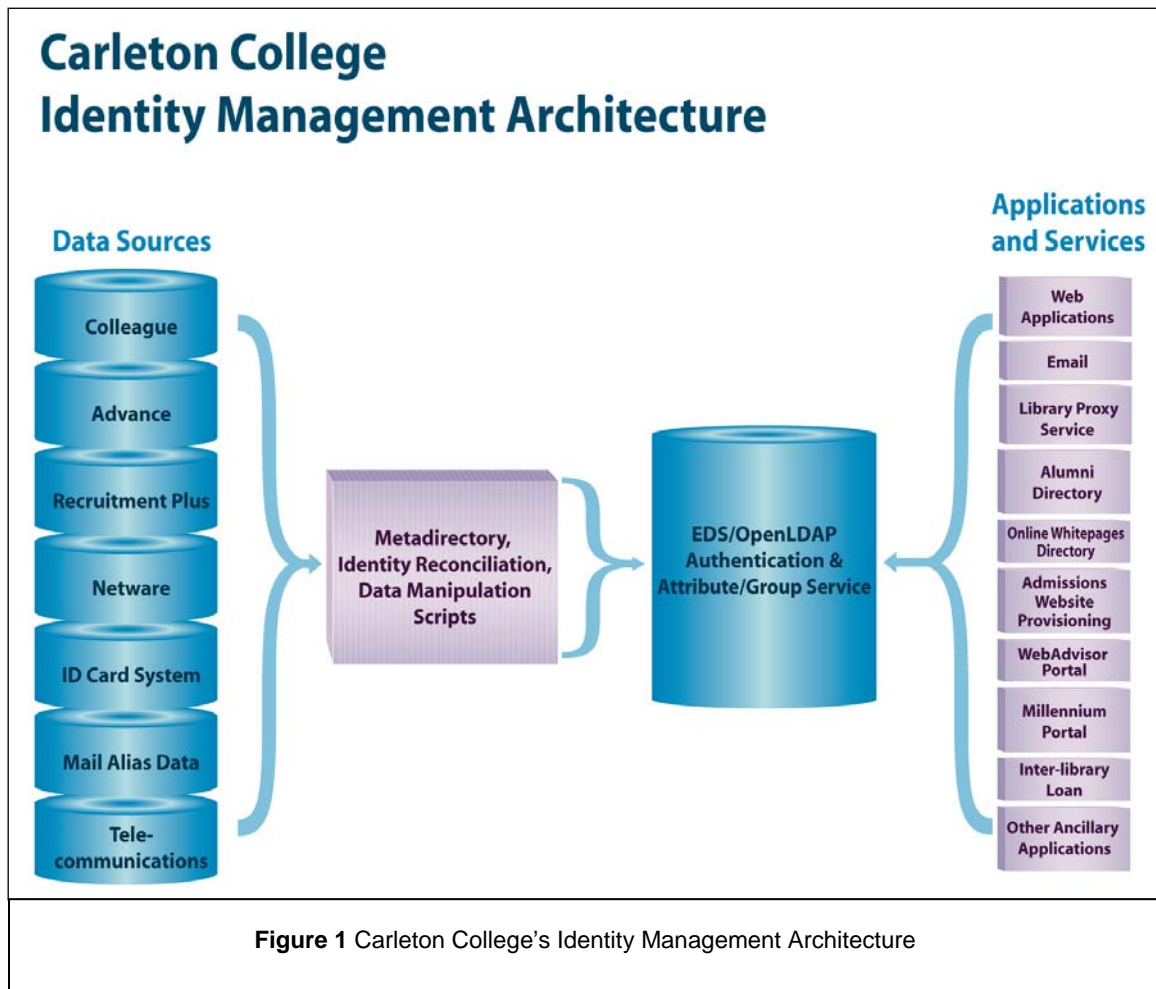 Carleton College
Identity Management Architecture
Data Sources
Colleague
Advance
Recruitment Plus
Netware
ID Card System
Mail Alias Data
Tele-
communications
Metadirectory,
Identity Reconciliation,
Data Manipulation
Scripts
EDS/OpenLDAP
Authentication &
Attribute/Group Service
Applications
and Services
Web
Applications
Email
Library Proxy
Service
Alumni
Directory
Online Whitepages
Directory
Admissions
Website
Provisioning
WebAdvisor
Portal
Millennium
Portal
Inter-library
Loan
Other Ancillary
Applications
Figure 1 Carleton College’s Identity Management Architecture